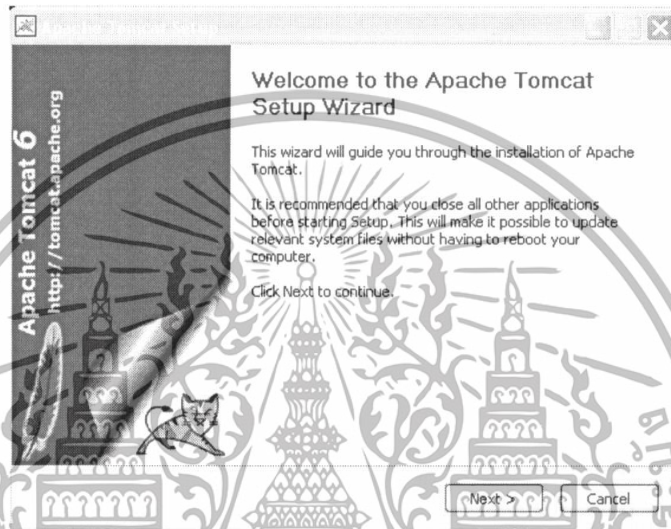 Apache Tomcat Setup
Apache Tomcat 6
http://tomcat.apache.org
Welcome to the Apache Tomcat
Setup Wizard
This wizard will guide you through the installation of Apache
Tomcat.
It is recommended that you close all other applications
before starting Setup. This will make it possible to update
relevant system files without having to reboot your
computer.
Click Next to continue.
Next >
Cancel